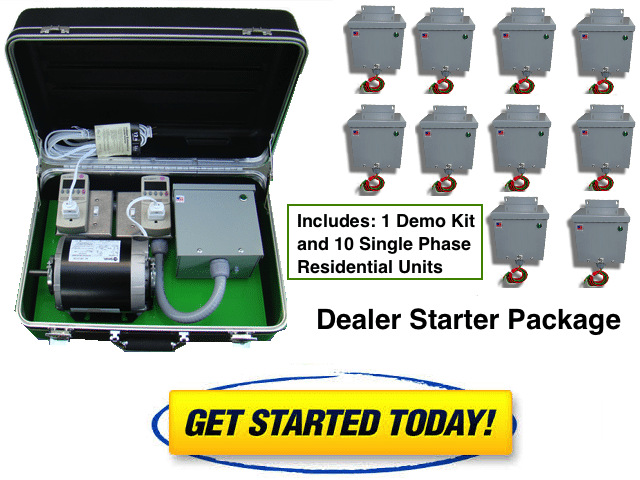 Includes: 1 Demo Kit
and 10 Single Phase
Residential Units
Dealer Starter Package
GET STARTED TODAY!